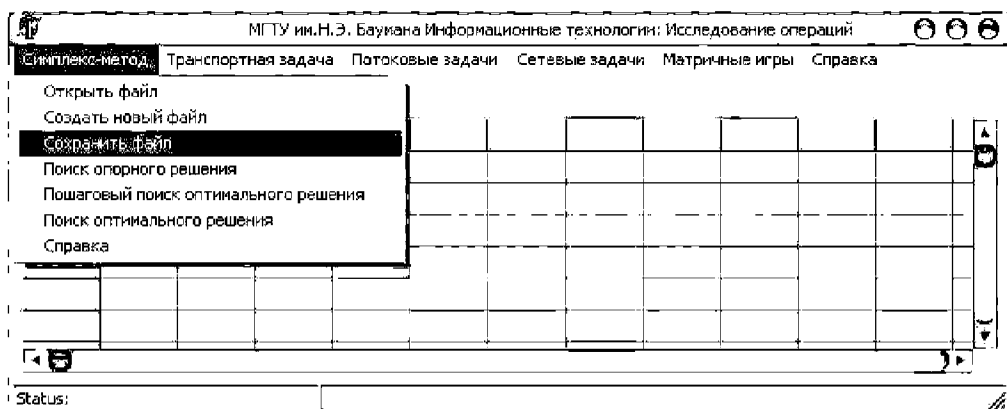 МГТУ им.Н.Э. Баумана Информационные технологии: Исследование операций
Симплекс-метод Транспортная задача Потоковые задачи Сетевые задачи Матричные игры Справка
Открыть файл
Создать новый файл
Сохранить файл
Поиск опорного решения
Пошаговый поиск оптимального решения
Поиск оптимального решения
Справка
Status: